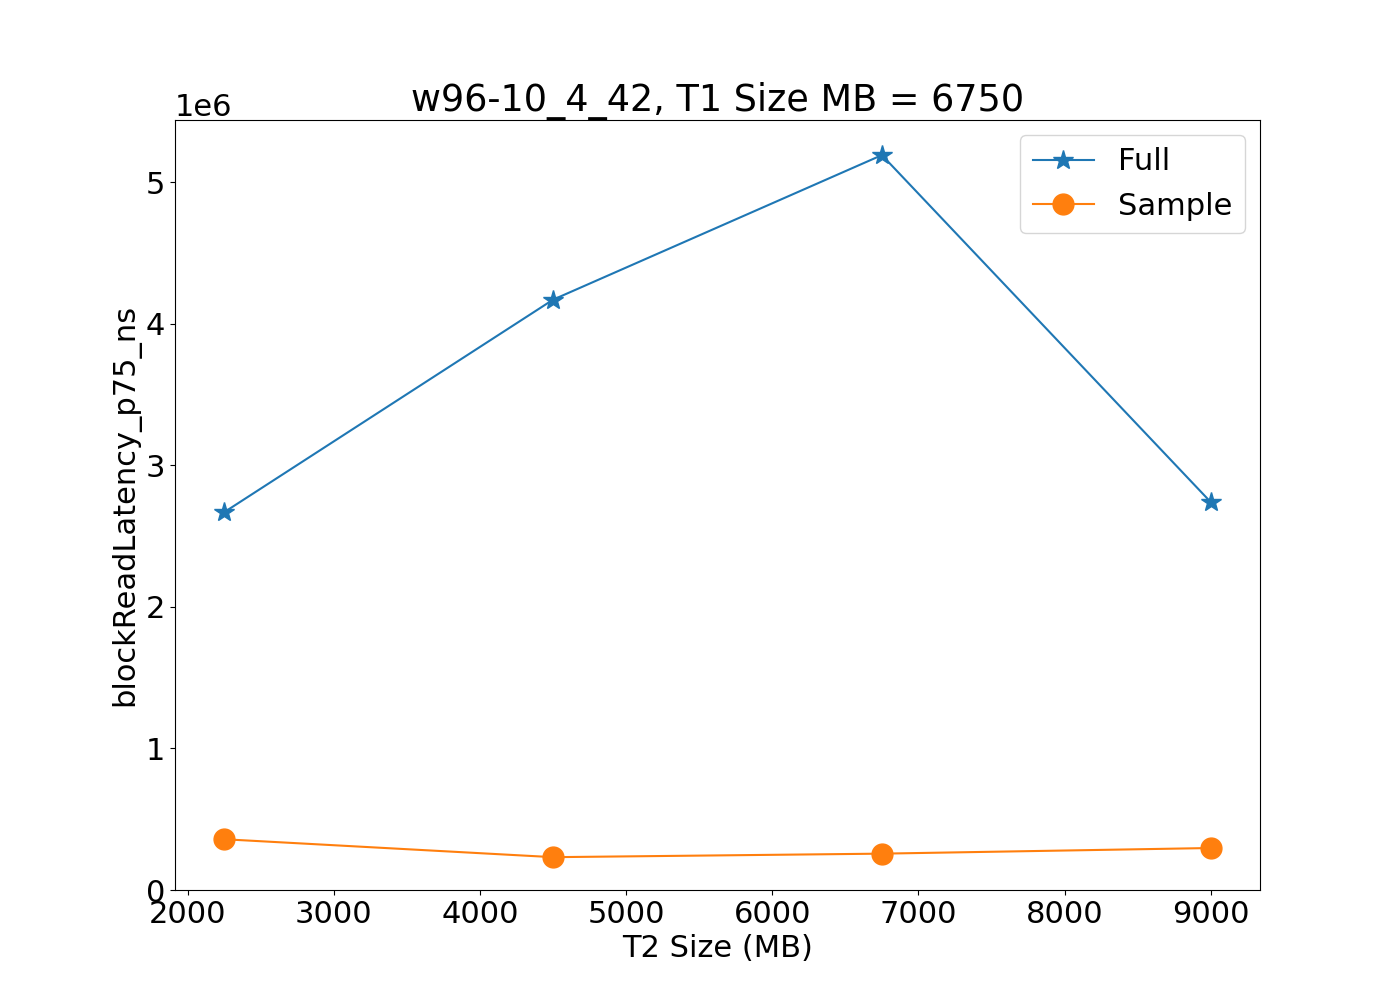 w96-10_4_42, T1 Size MB = 6750
1e6
Full
Sample
5
4
3
2
1
0
blockReadLatency_p75_ns
2000 3000 4000 5000 6000 7000 8000 9000
T2 Size (MB)